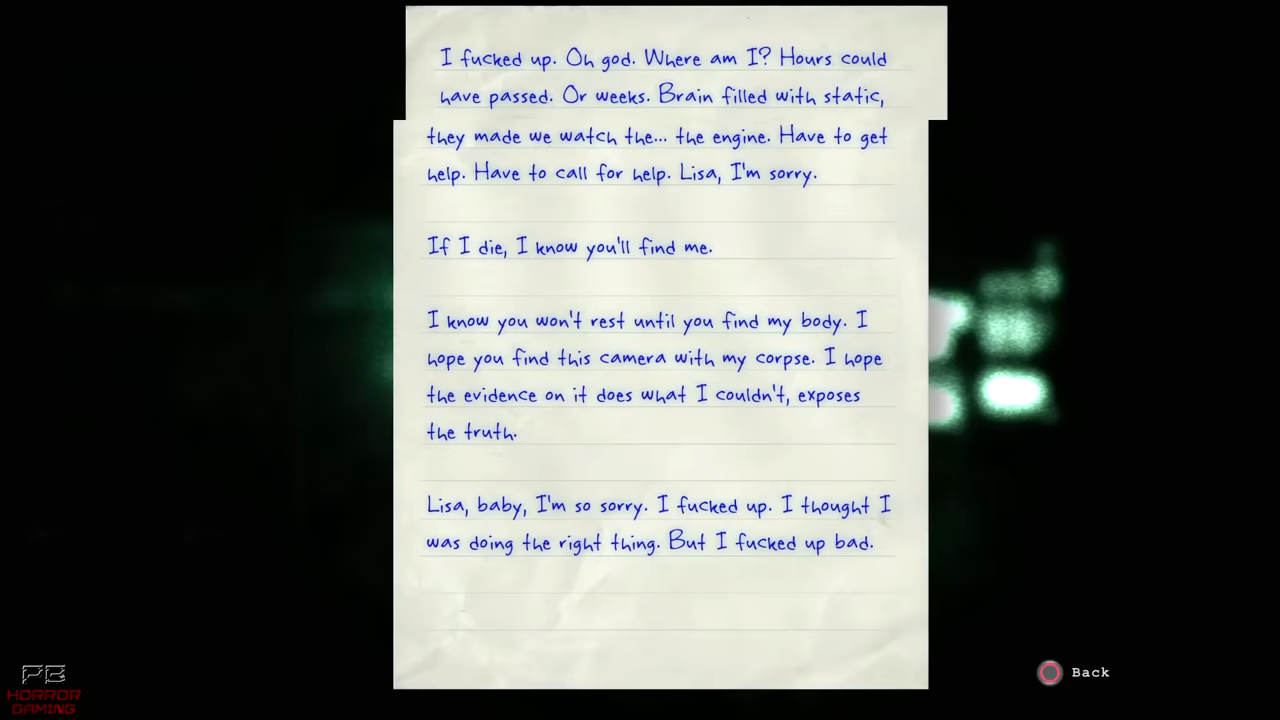 I fucked up. Oh god. Where am I? Hours could
have passed. Or weeks. Brain filled with static,
they made we watch the... the engine. Have to get
help. Have to call for help. Lisa, I'm sorry.
If I die, I know you'll find me.
I know you won't rest until you find my body. I
hope you find this camera with my corpse. I hope
the evidence on it does what I couldn't, exposes
the truth.
Lisa, baby, I'm so sorry. I fucked up. I thought I
was doing the right thing. But I fucked up bad.
Back
PE
HORROR
GAMING